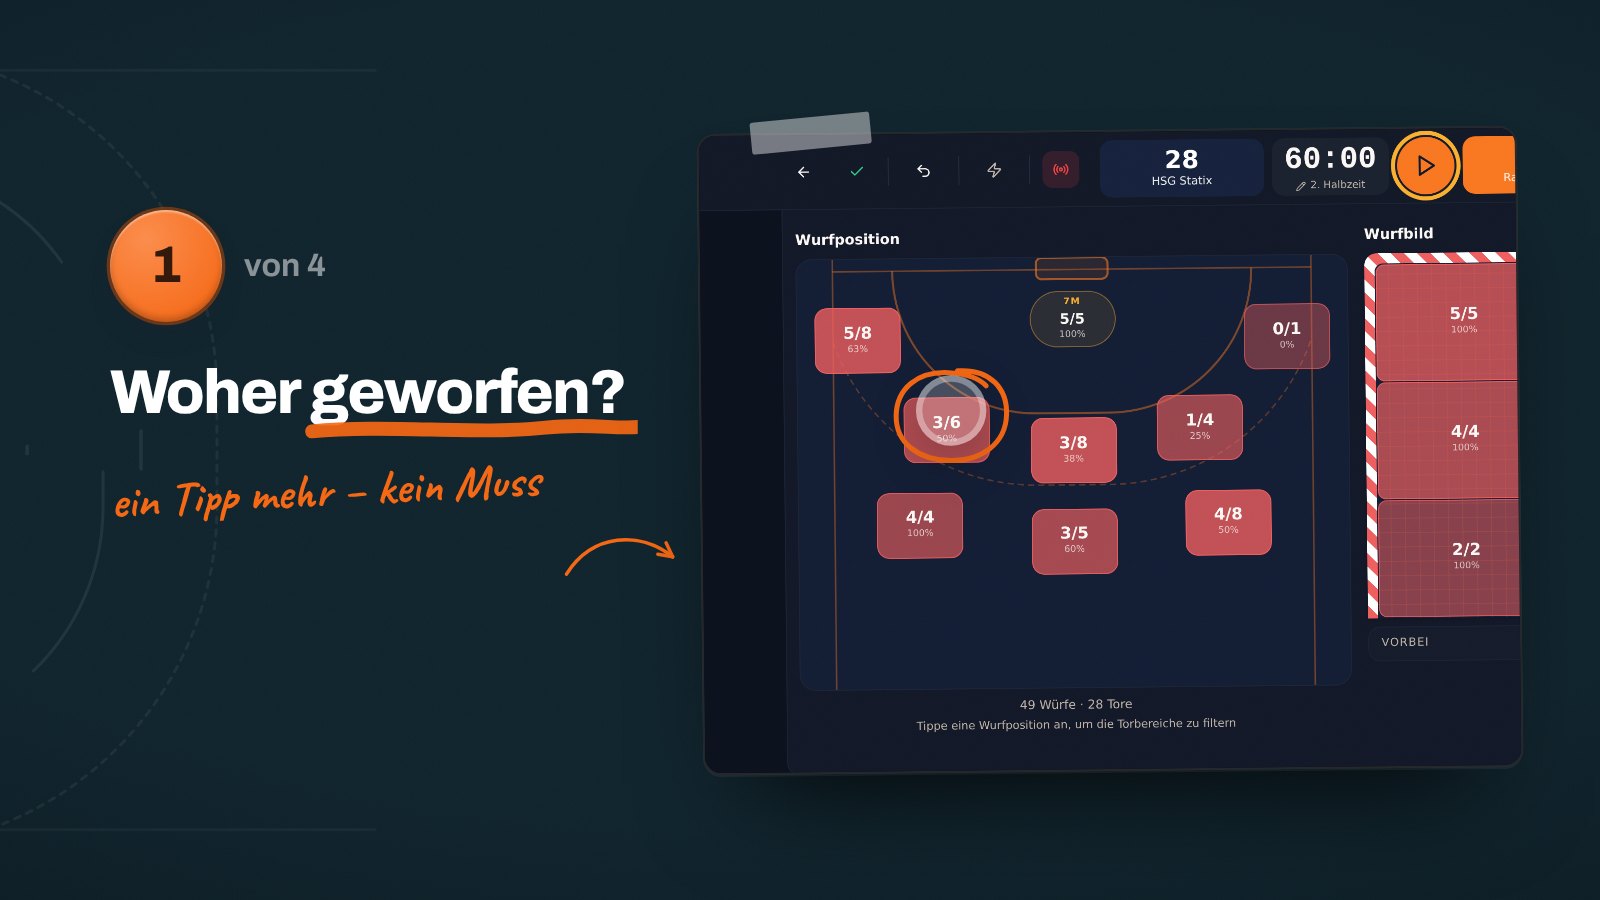 1
von 4
Woher geworfen?
ein Tipp mehr – kein Muss
28
HSG Statix
60:00
2. Halbzeit
Wurfposition
7M
5/5
100%
5/8
63%
0/1
0%
3/6
50%
3/8
38%
1/4
25%
4/4
100%
3/5
60%
4/8
50%
49 Würfe · 28 Tore
Tippe eine Wurfposition an, um die Torbereiche zu filtern
Wurfbild
5/5
100%
4/4
100%
2/2
100%
VORBEI